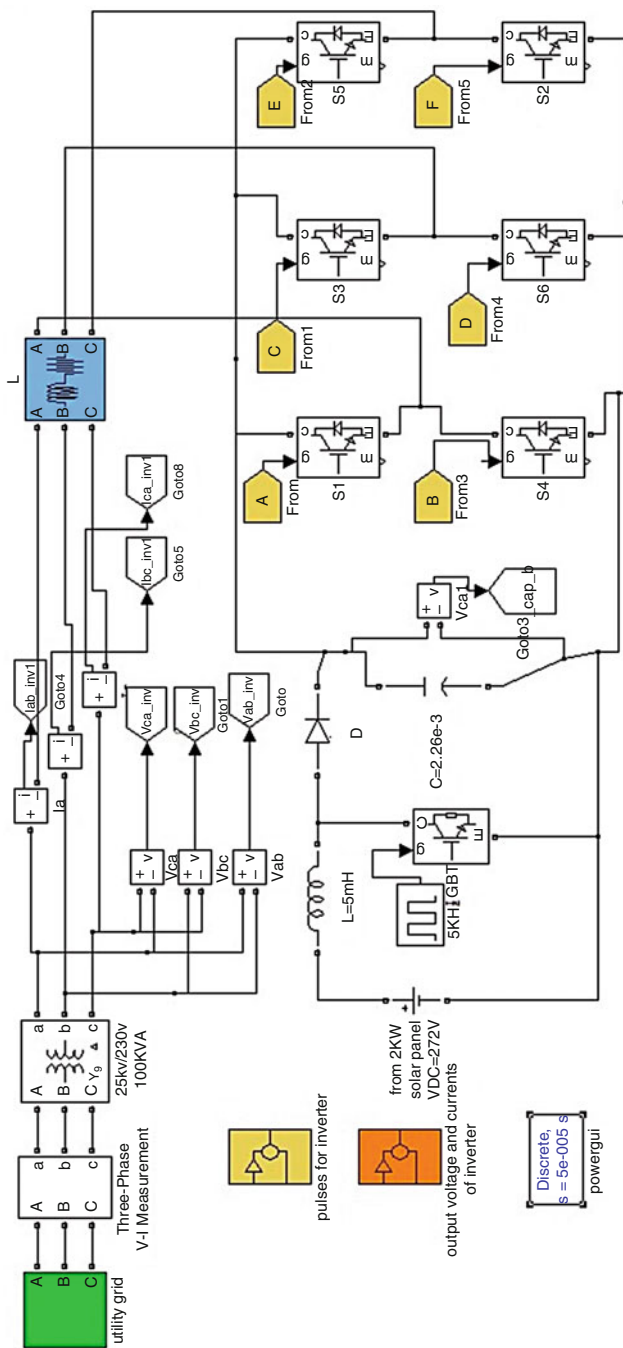 utility grid
A
B
C
Three-Phase
V-I Measurement
A
B
C
a
b
c
25kv/230v
100KVA
A
B
C
Y9
a
b
c
Ia
+
-
i
Iab_inv1
Goto4
+
-
i
+
-
i
Ibc_inv1
Goto5
Ica_inv1
Goto8
L
A
B
C
A
B
C
Vca
+
-
v
Vca_inv
Vbc
+
-
v
Vbc_inv
Goto1
Vab
+
-
v
Vab_inv
Goto
pulses for inverter
output voltage and currents
of inverter
Discrete,
s = 5e-005 s
powergui
from 2KW
solar panel
VDC=272V
+
L=5mH
5KHz
IGBT
g
C
E
D
C=2.26e-3
+
-
v
Vca1
Goto3_cap_b
A
From
g
C
E
m
S1
B
From3
g
C
E
m
S4
C
From1
g
C
E
m
S3
D
From4
g
C
E
m
S6
E
From2
g
C
E
m
S5
F
From5
g
C
E
m
S2